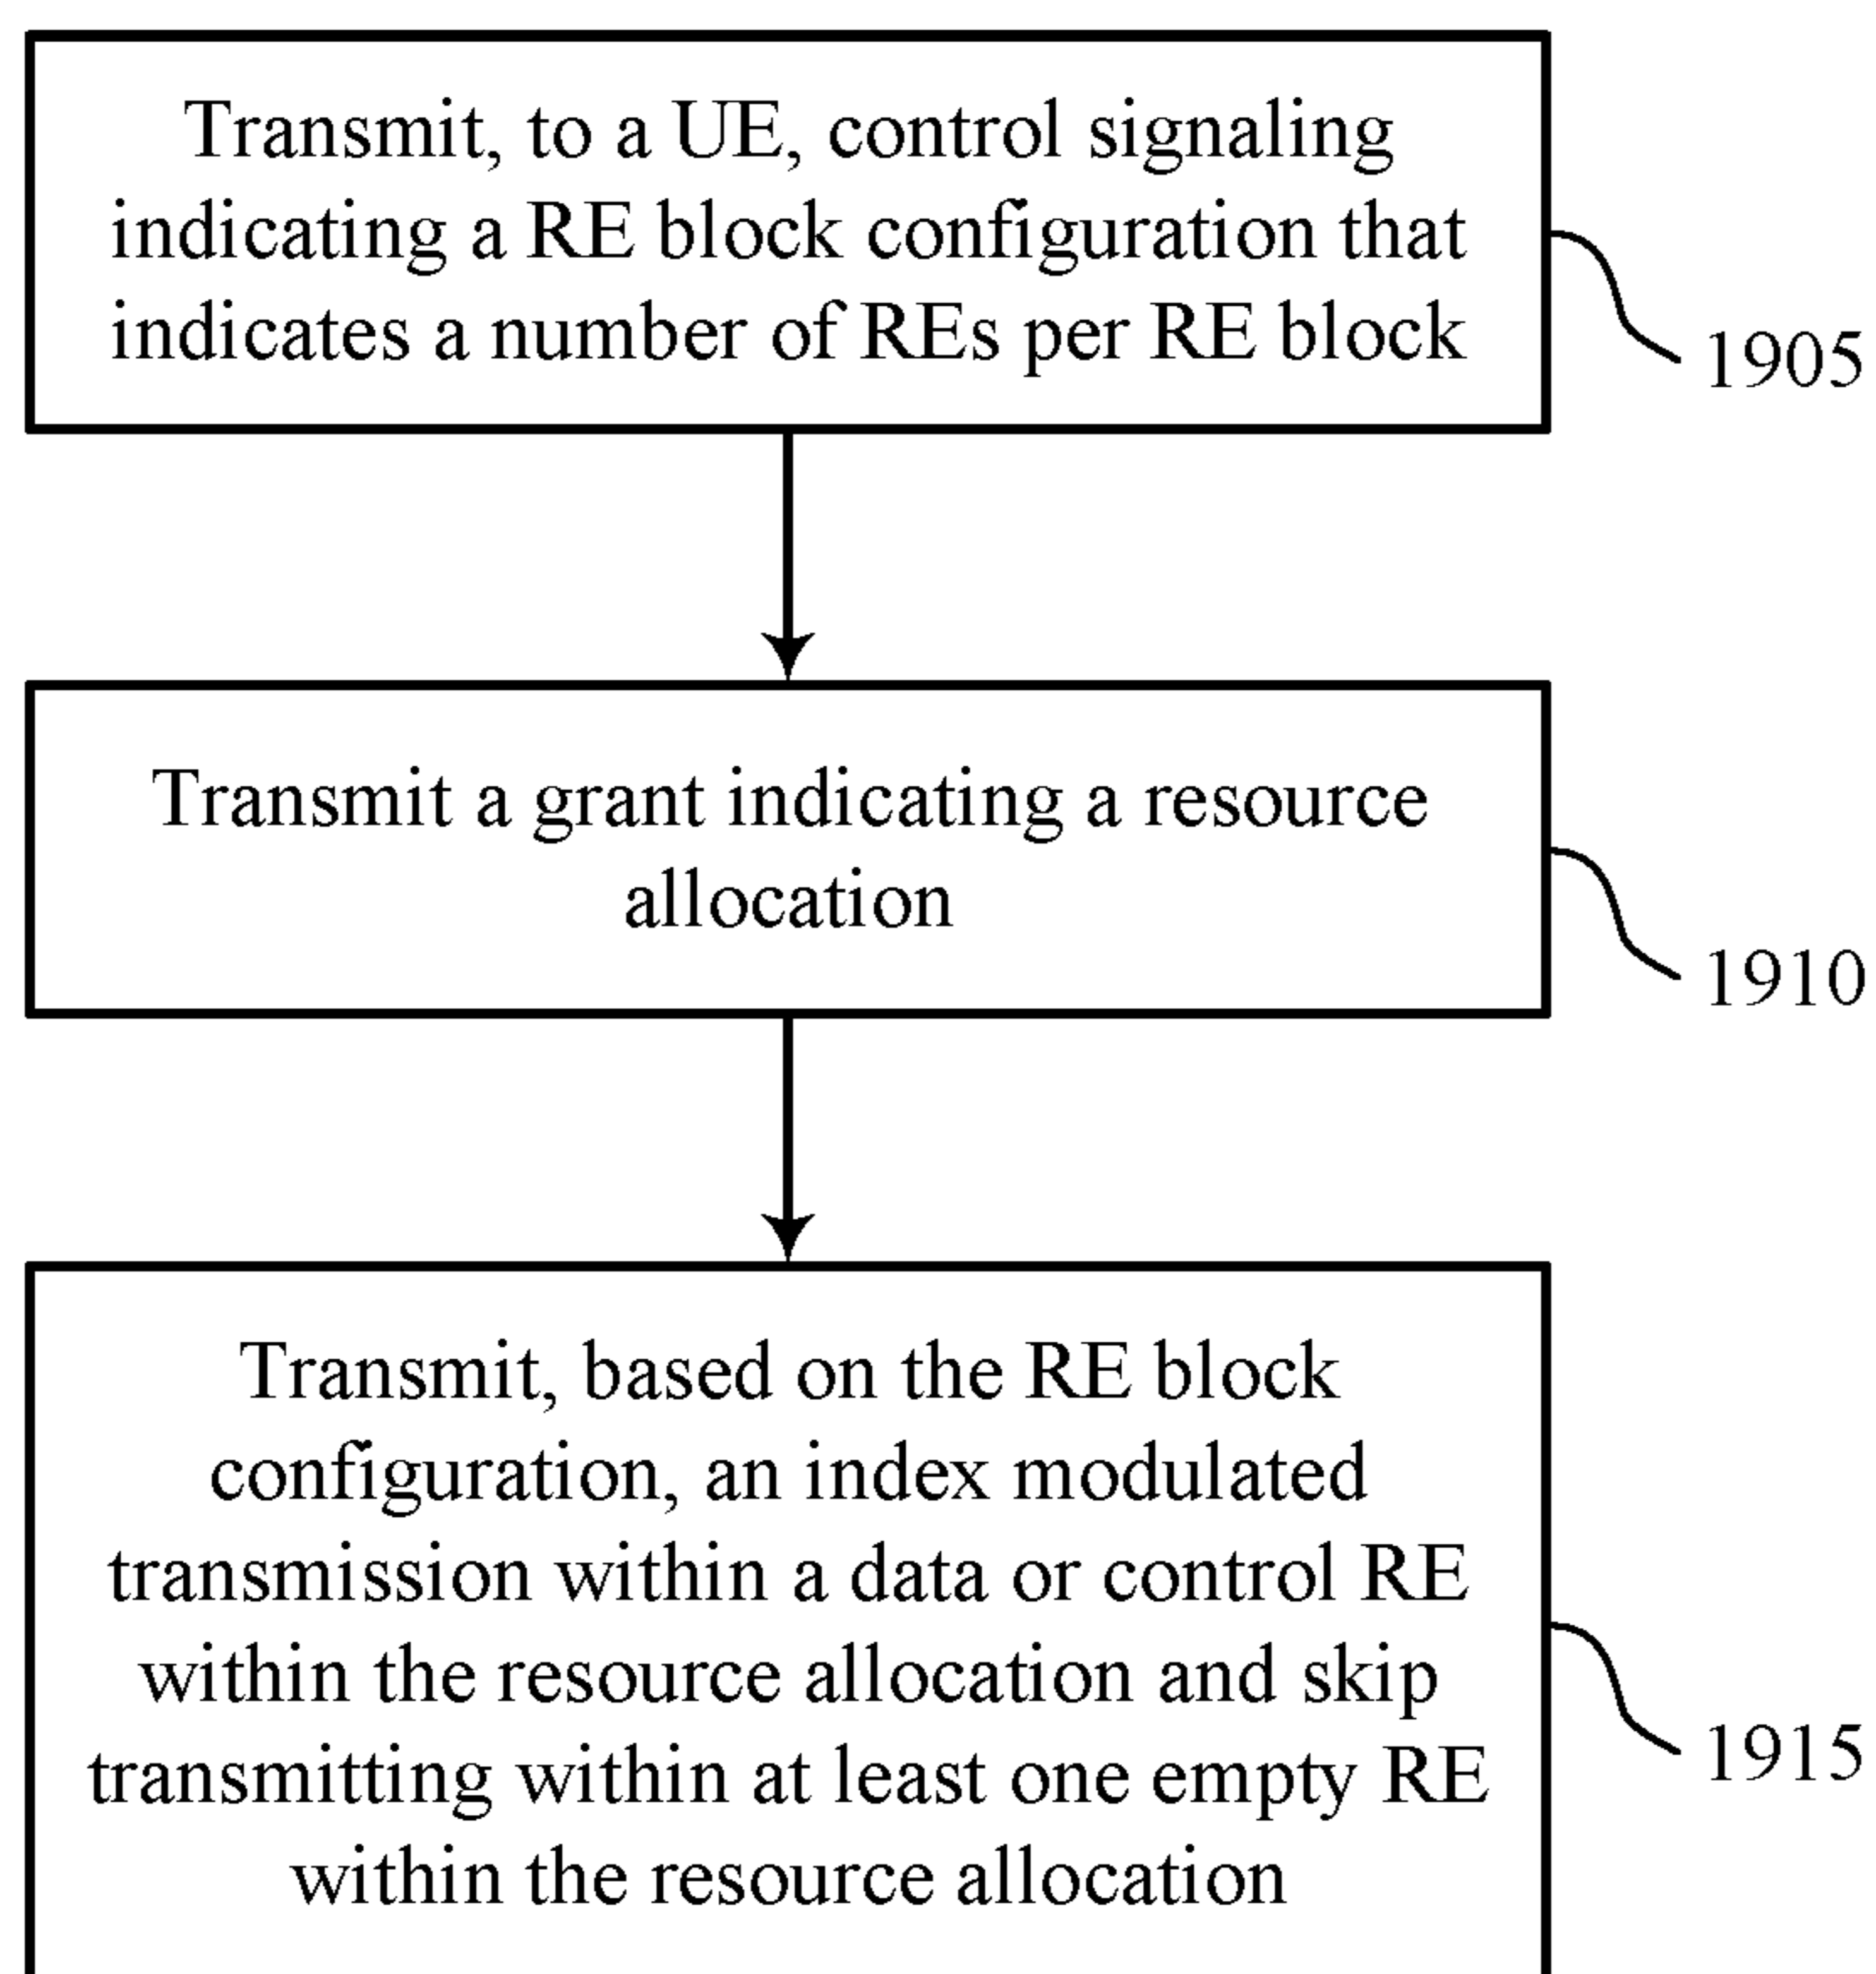 Transmit, to a UE, control signaling
indicating a RE block configuration that
indicates a number of REs per RE block
1905
Transmit a grant indicating a resource
allocation
1910
Transmit, based on the RE block
configuration, an index modulated
transmission within a data or control RE
within the resource allocation and skip
transmitting within at least one empty RE
within the resource allocation
1915